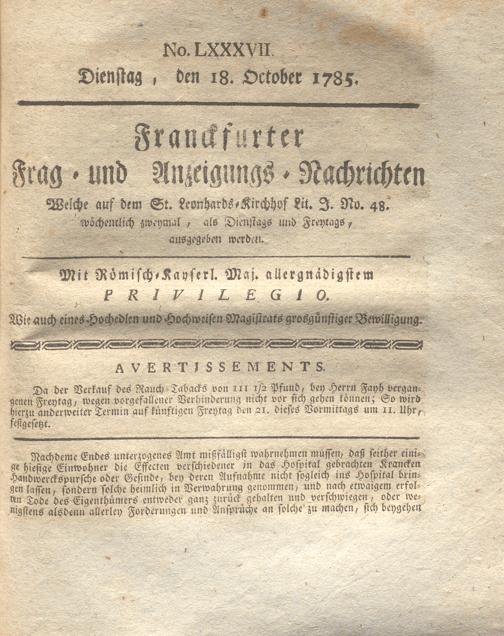 No. LXXXVII.
Dienstag, den 18. October 1785.
Franckfurter
Frag- und Anzeigungs-Nachrichten
Welche auf dem St. Leonhards-Kirchhof Lit. J. No. 48.
wöchentlich zweymal, als Dienstags und Freytags,
ausgegeben werden.
Mit Römisch-Kayserl. Maj. allergnädigstem
PRIVILEGIO.
Wie auch eines Hochedlen und Hochweisen Magistrats grosgünstiger Bewilligung.
AVERTISSEMENTS.
Da der Verkauf des Rauch-Tabacks von 111 1/2 Pfund, bey Herrn Fayh vergan-
genen Freytag, wegen vorgefallener Verhinderung nicht vor sich gehen können; So wird
hierzu anderweiter Termin auf künftigen Freytag den 21. dieses Vormittags um 11. Uhr,
festgesetzt.
Nachdeme Endes unterzogenes Amt mißfälligst wahrnehmen müssen, daß seither eini-
ge hiesige Einwohner die Effecten verschiedener in das Hospital gebrachten Krancken
Handwercks Pursche oder Gesinde, bey deren Aufnahme nicht sogleich ins Hospital brin-
gen lassen, sondern solche heimlich in Verwahrung genommen, und nach etwaigem erfol-
ten Tode des Eigenthümers entweder ganz zurück gehalten und verschwiegen, oder we-
nigstens alsdenn allerley Forderungen und Ansprüche an solche zu machen, sich beygehen